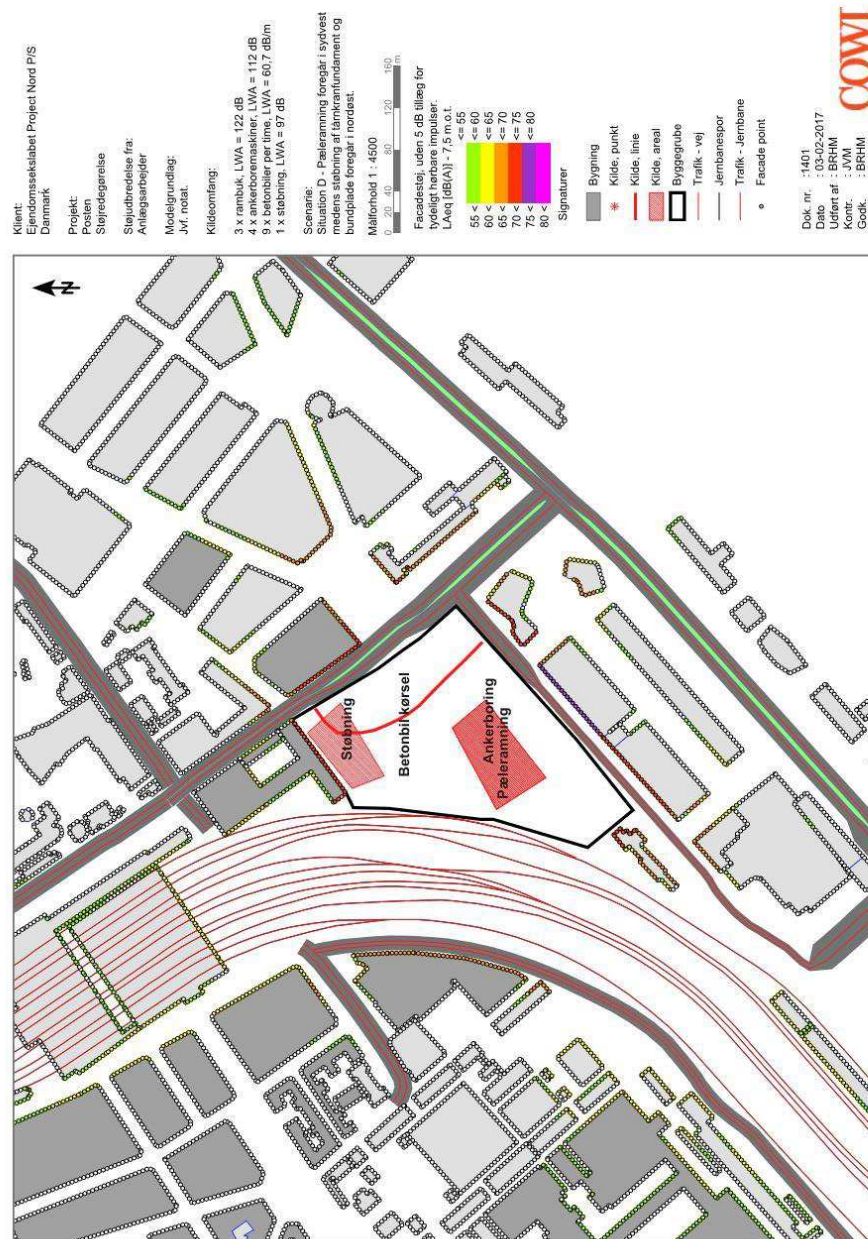 Klient:
Ejendomsselskabet Project Nord P/S
Danmark
Projekt:
Posten
Støjredegørelse
Støjudbredelse fra:
Anlægsarbejder
Modelgrundlag:
Jvf. notat.
Kildeomfang:
3 x rambuk, LWA = 122 dB
4 x ankerboremaskiner, LWA = 112 dB
9 x betonbiler per time, LWA = 60,7 dB/m
1 x støbning, LWA = 97 dB
Scenarie:
Situation D - Pæleramning foregår i sydvest
medens støbning af tårnkranfundament og
bundplade foregår i nordøst.
Målforhold 1 : 4500
0 20 40 80 120 160
m
Facadestøj, uden 5 dB tillæg for
tydeligt hørbare impulser.
LAeq [dB(A)] - 7,5 m.o.t.
<= 55
55 < <= 60
60 < <= 65
65 < <= 70
70 < <= 75
75 < <= 80
80 <
Signaturer
Bygning
Kilde, punkt
Kilde, linie
Kilde, areal
Byggegrube
Trafik - vej
Jernbanespor
Trafik - Jernbane
Facade point
Dok. nr. :1401
Dato : 03-02-2017
Udført af : BRHM
Kontr. : JVM
Godk. : BRHM
COWI
N
Støbning
Betonbil kørsel
Ankerboring
Pæleramning